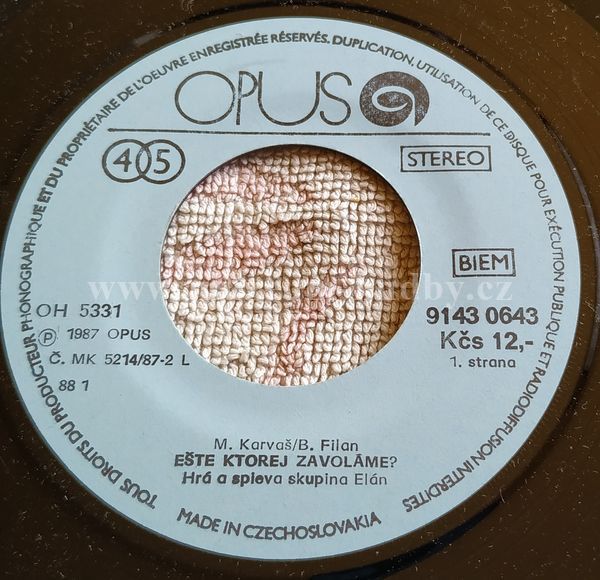 TOUS DROITS DU PRODUCTEUR PHONOGRAPHIQUE ET DU PROPRIÉTAIRE DE L'OEUVRE ENREGISTRÉE RÉSERVÉS. DUPLICATION, UTILISATION DE CE DISQUE POUR EXÉCUTION PUBLIQUE ET RADIODIFFUSION INTERDITES
OPUS
45
STEREO
BIEM
OH 5331
Ⓟ 1987 OPUS
Č. MK 5214/87-2 L
88 1
9143 0643
Kčs 12,-
1. strana
M. Karvaš/B. Filan
EŠTE KTOREJ ZAVOLÁME?
Hrá a spieva skupina Elán
MADE IN CZECHOSLOVAKIA